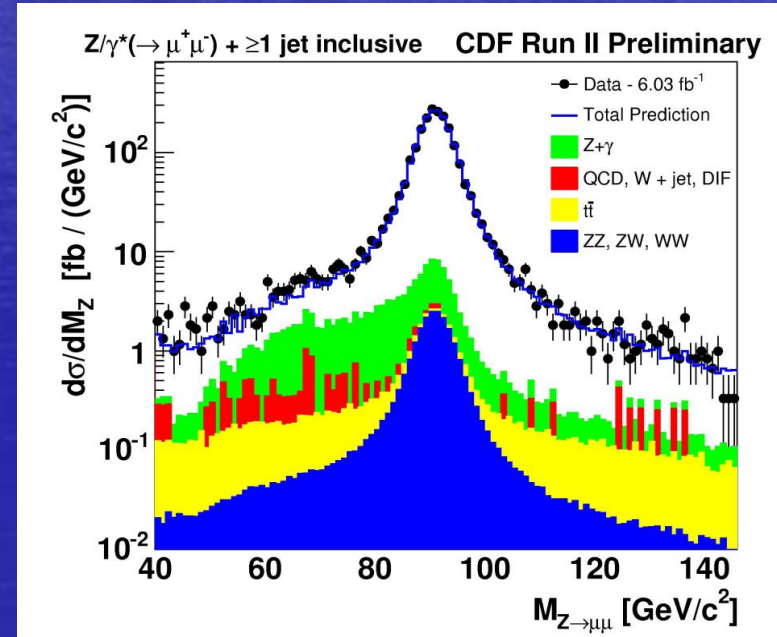 Z/γ*(→ μ⁺μ⁻) + ≥1 jet inclusive CDF Run II Preliminary
dσ/dM_Z [fb / (GeV/c²)]
Data - 6.03 fb⁻¹
Total Prediction
Z+γ
QCD, W + jet, DIF
tt̄
ZZ, ZW, WW
10²
10
1
10⁻¹
10⁻²
40 60 80 100 120 140
M_Z→μμ [GeV/c²]